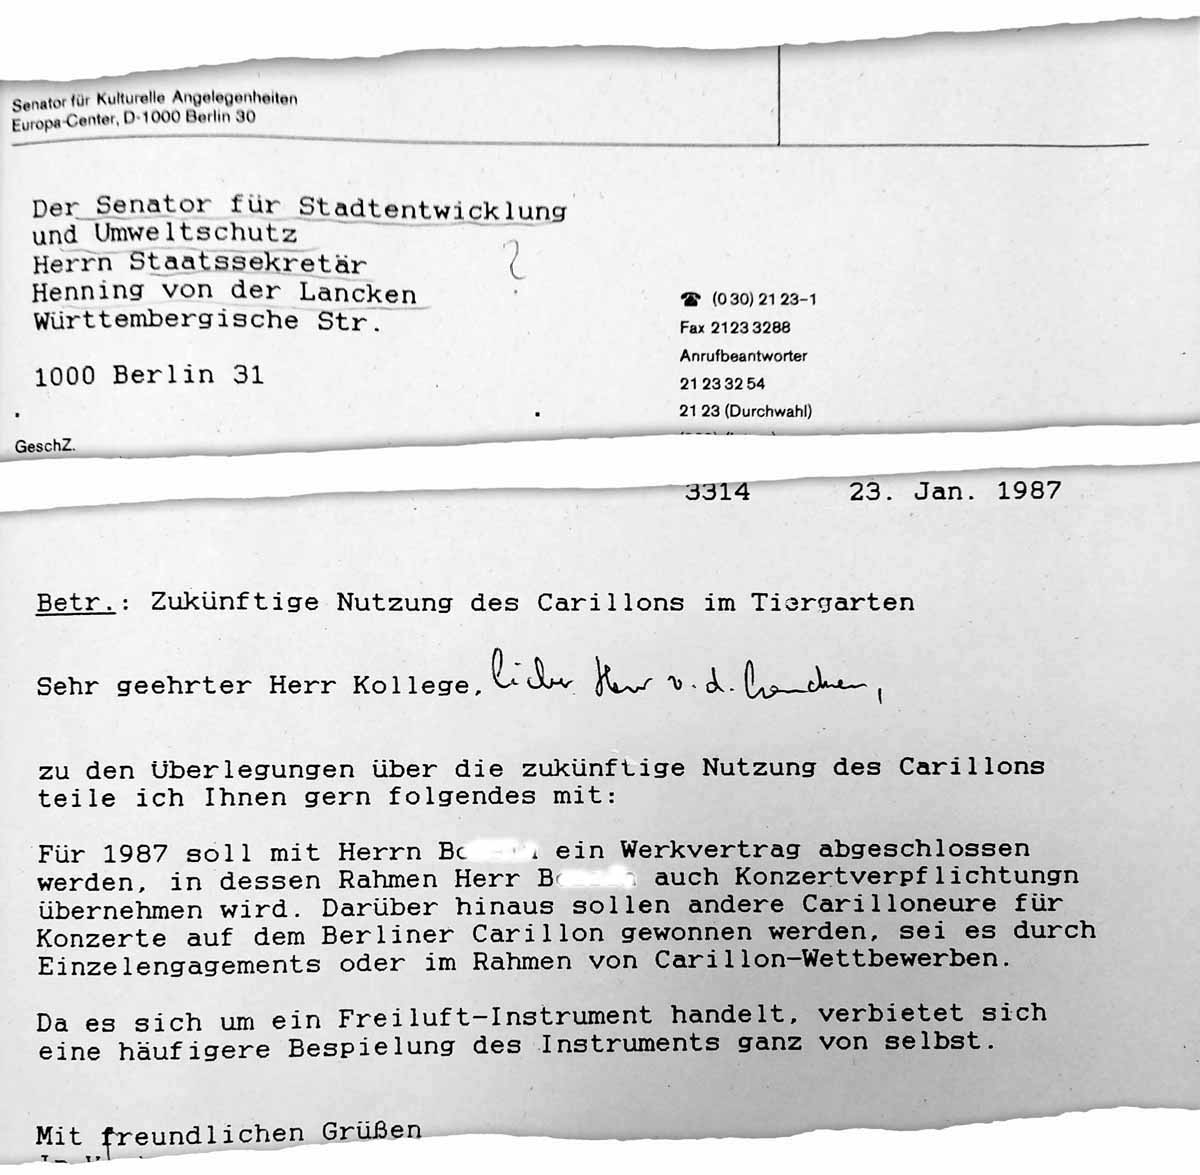 Senator für Kulturelle Angelegenheiten
Europa-Center, D-1000 Berlin 30
Der Senator für Stadtentwicklung
und Umweltschutz
Herrn Staatssekretär
Henning von der Lancken
Württembergische Str.
?
1000 Berlin 31
☎ (0 30) 21 23-1
Fax 2123 3288
Anrufbeantworter
21 23 32 54
21 23 (Durchwahl)
GeschZ.
3314 23. Jan. 1987
Betr.: Zukünftige Nutzung des Carillons im Tiergarten
Sehr geehrter Herr Kollege, lieber Herr v. d. Lancken,
zu den Überlegungen über die zukünftige Nutzung des Carillons
teile ich Ihnen gern folgendes mit:
Für 1987 soll mit Herrn ein Werkvertrag abgeschlossen
werden, in dessen Rahmen Herr auch Konzertverpflichtungn
übernehmen wird. Darüber hinaus sollen andere Carilloneure für
Konzerte auf dem Berliner Carillon gewonnen werden, sei es durch
Einzelengagements oder im Rahmen von Carillon-Wettbewerben.
Da es sich um ein Freiluft-Instrument handelt, verbietet sich
eine häufigere Bespielung des Instruments ganz von selbst.
Mit freundlichen Grüßen